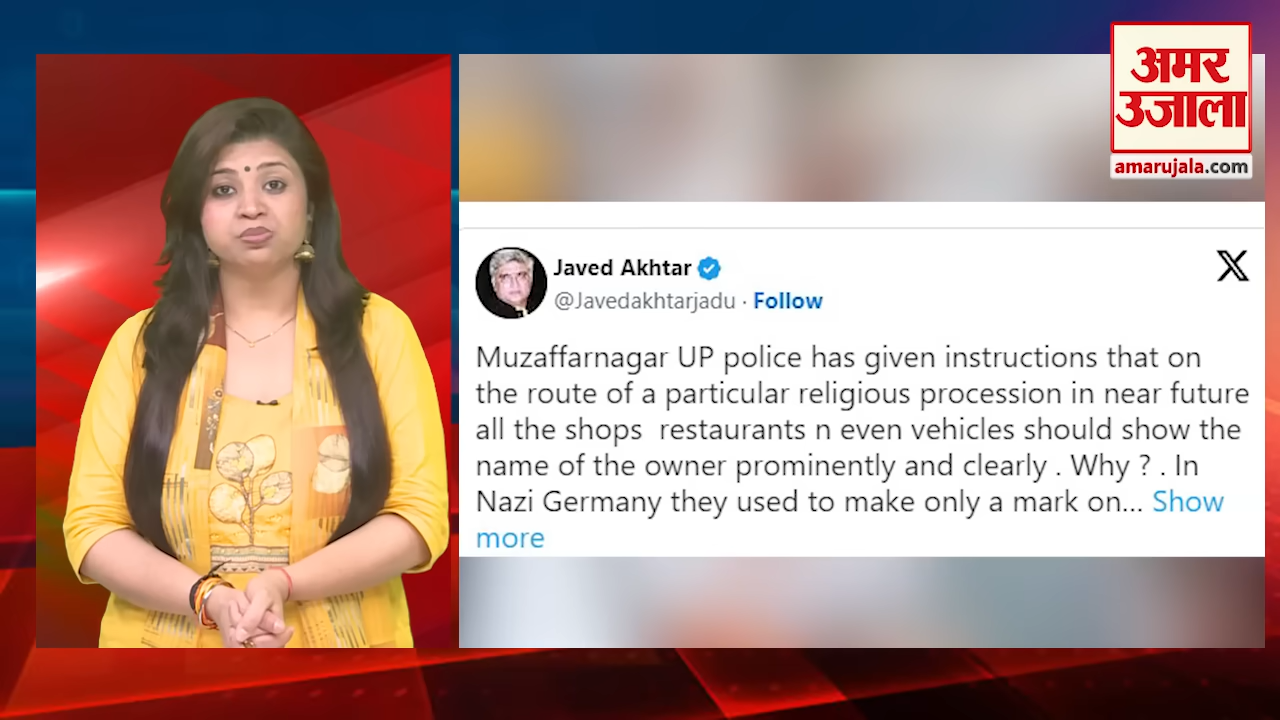 अमर
उजाला
amarujala.com
Javed Akhtar
@Javedakhtarjadu · Follow
Muzaffarnagar UP police has given instructions that on
the route of a particular religious procession in near future
all the shops  restaurants n even vehicles should show the
name of the owner prominently and clearly . Why ? . In
Nazi Germany they used to make only a mark on... Show
more